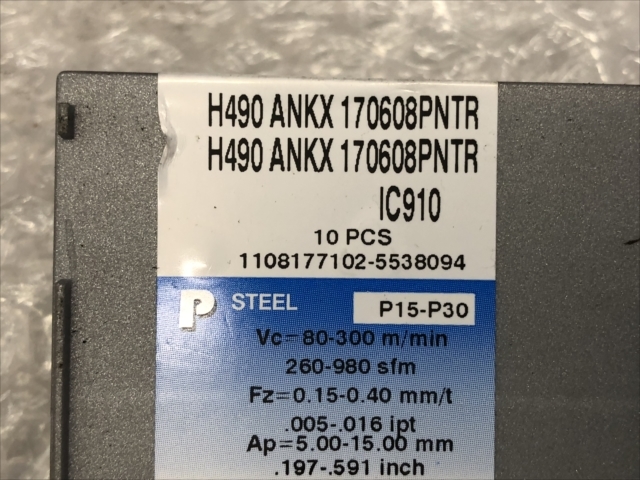 H490 ANKX 170608PNTR
H490 ANKX 170608PNTR
IC910
10 PCS
1108177102-5538094
P STEEL P15-P30
Vc=80-300 m/min
260-980 sfm
Fz=0.15-0.40 mm/t
.005-.016 ipt
Ap=5.00-15.00 mm
.197-.591 inch